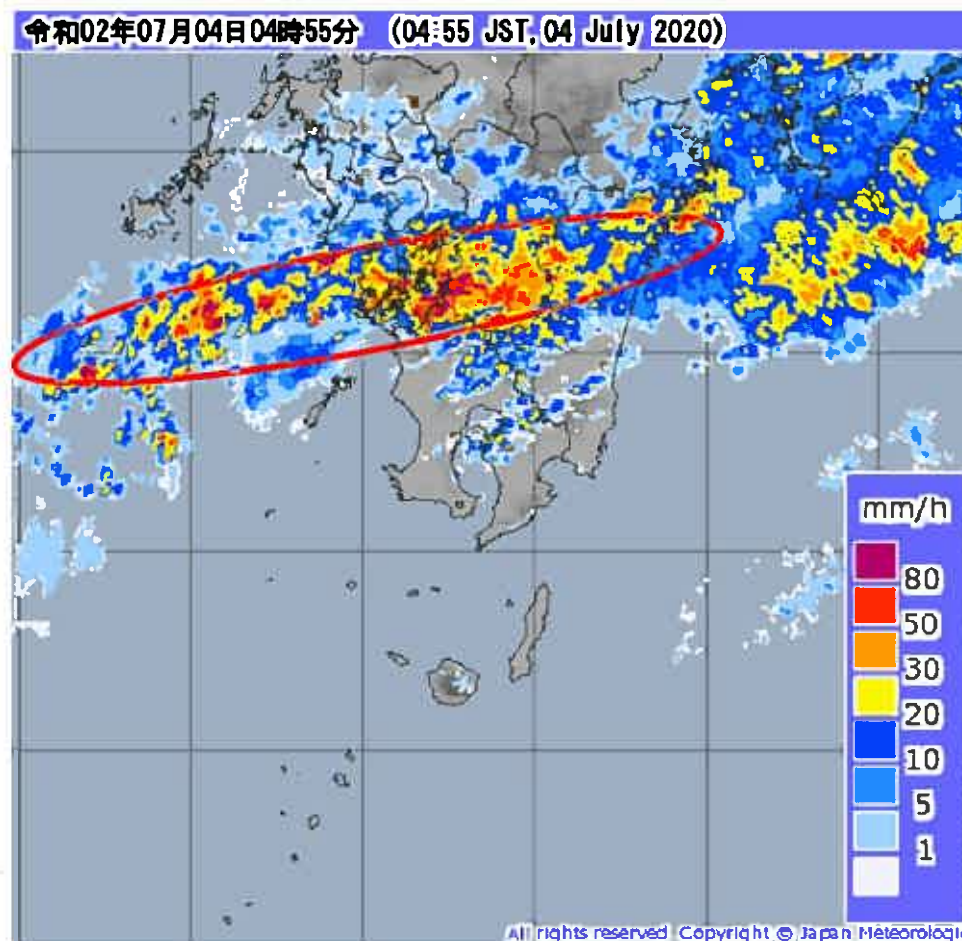 令和02年07月04日04時55分 (04:55 JST, 04 July 2020)
mm/h
80
50
30
20
10
5
1
All rights reserved. Copyright © Japan Meteorologic